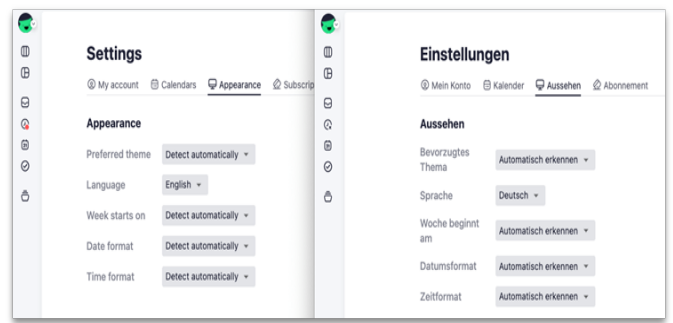 Settings
My account Calendars Appearance Subscrip
Appearance
Preferred theme Detect automatically
Language English
Week starts on Detect automatically
Date format Detect automatically
Time format Detect automatically
Einstellungen
Mein Konto Kalender Aussehen Abonnement
Aussehen
Bevorzugtes
Thema Automatisch erkennen
Sprache Deutsch
Woche beginnt
am Automatisch erkennen
Datumsformat Automatisch erkennen
Zeitformat Automatisch erkennen